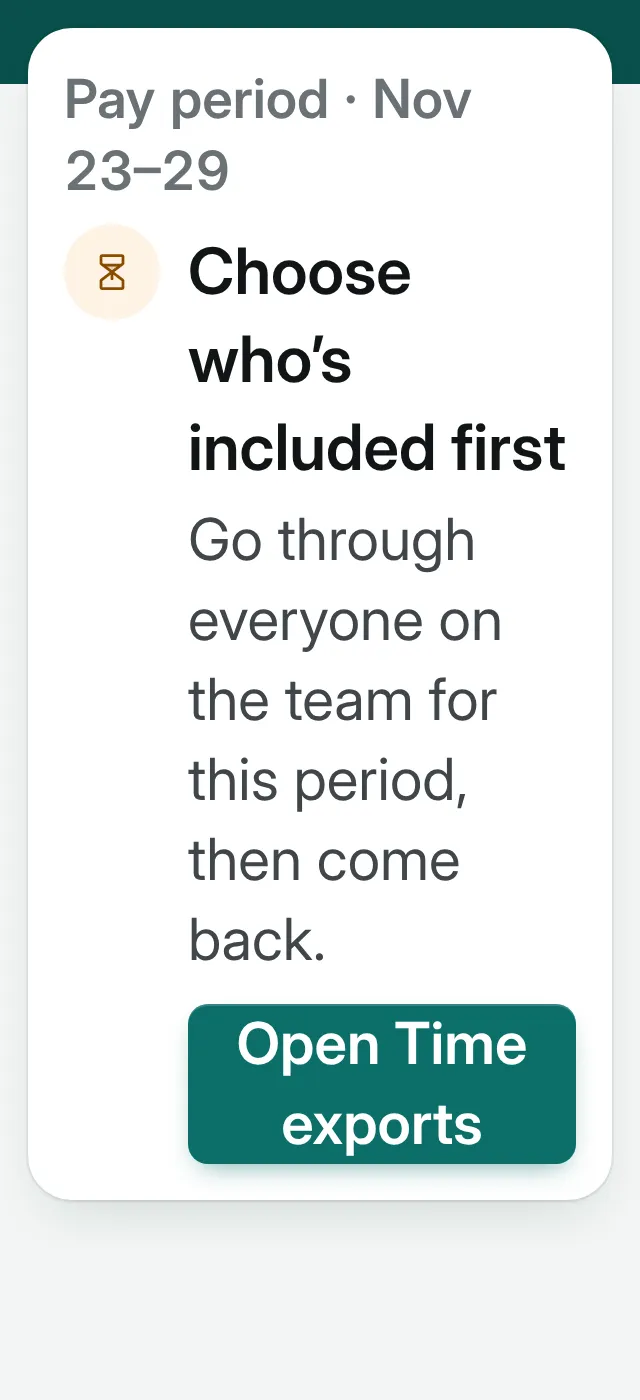 Pay period · Nov
23–29
Choose
who’s
included first
Go through
everyone on
the team for
this period,
then come
back.
Open Time
exports